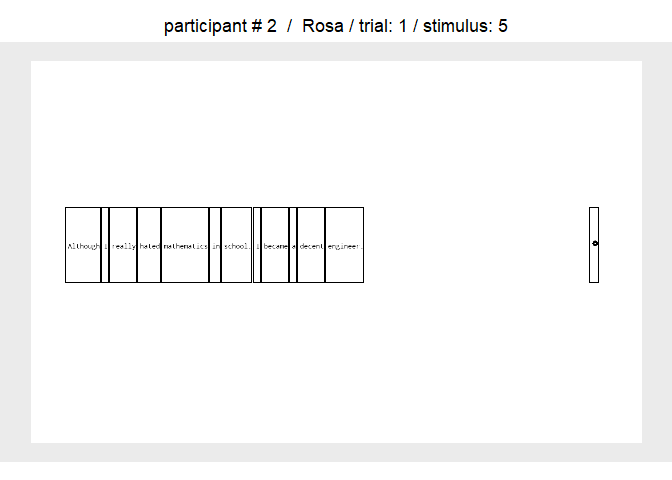 participant # 2 / Rosa / trial: 1 / stimulus: 5
Although I really hated mathematics in school, I became a decent engineer.